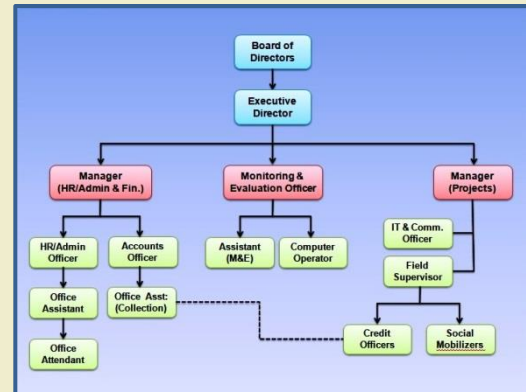 Board of
Directors
Executive
Director
Manager
(HR/Admin & Fin.)
Monitoring &
Evaluation Officer
Manager
(Projects)
HR/Admin
Officer
Accounts
Officer
Assistant
(M&E)
Computer
Operator
IT & Comm.
Officer
Field
Supervisor
Office
Assistant
Office Asst:
(Collection)
Office
Attendant
Credit
Officers
Social
Mobilizers